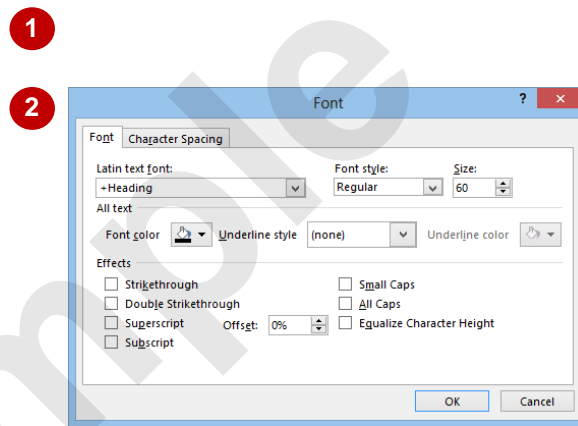 1
2
Font ? ×
Font Character Spacing
Latin text font: Font style: Size:
+Heading Regular 60
All text
Font color Underline style (none) Underline color
Effects
Strikethrough Small Caps
Double Strikethrough All Caps
Superscript Offset: 0% Equalize Character Height
Subscript
OK Cancel
mple